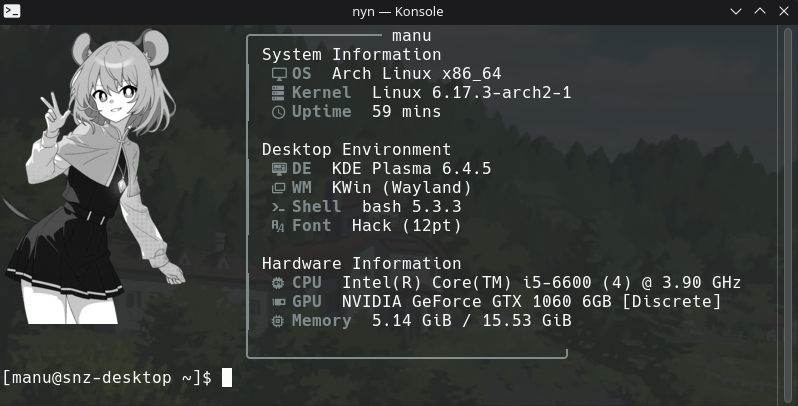 nyn — Konsole
manu
System Information
OS Arch Linux x86_64
Kernel Linux 6.17.3-arch2-1
Uptime 59 mins
Desktop Environment
DE KDE Plasma 6.4.5
WM KWin (Wayland)
Shell bash 5.3.3
Font Hack (12pt)
Hardware Information
CPU Intel(R) Core(TM) i5-6600 (4) @ 3.90 GHz
GPU NVIDIA GeForce GTX 1060 6GB [Discrete]
Memory 5.14 GiB / 15.53 GiB
[manu@snz-desktop ~]$